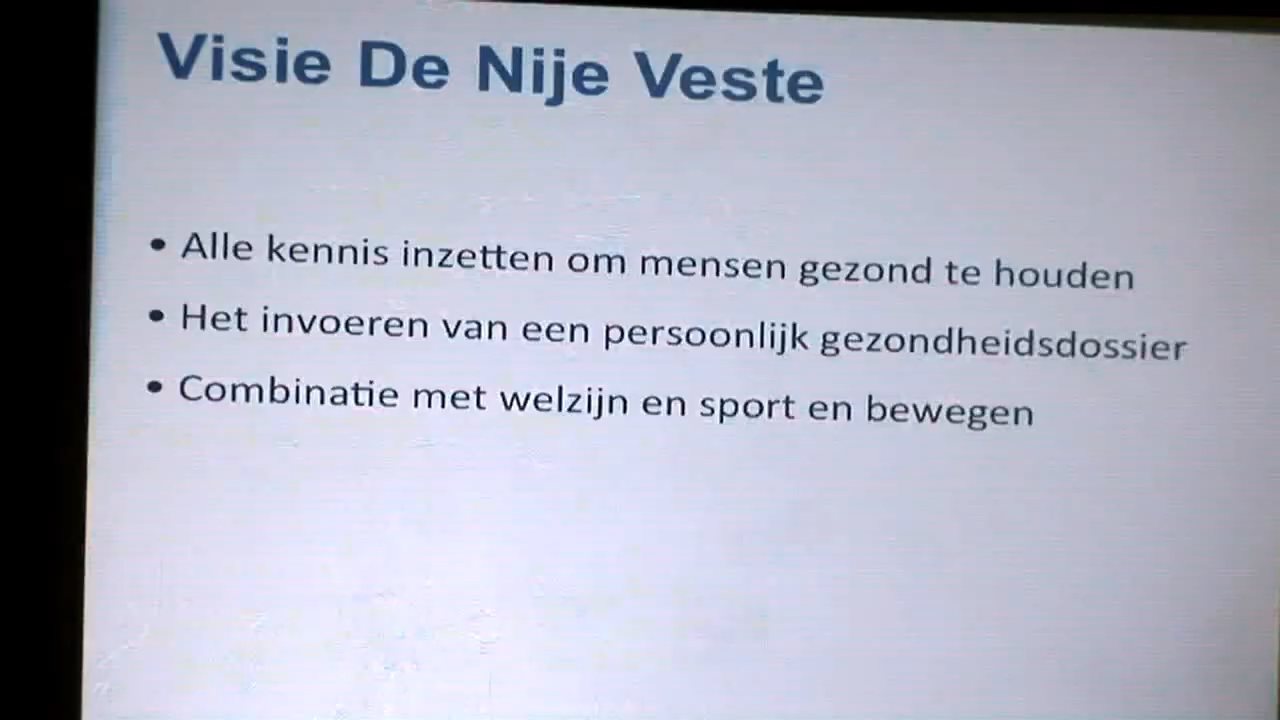 Visie De Nije Veste
• Alle kennis inzetten om mensen gezond te houden
• Het invoeren van een persoonlijk gezondheidsdossier
• Combinatie met welzijn en sport en bewegen